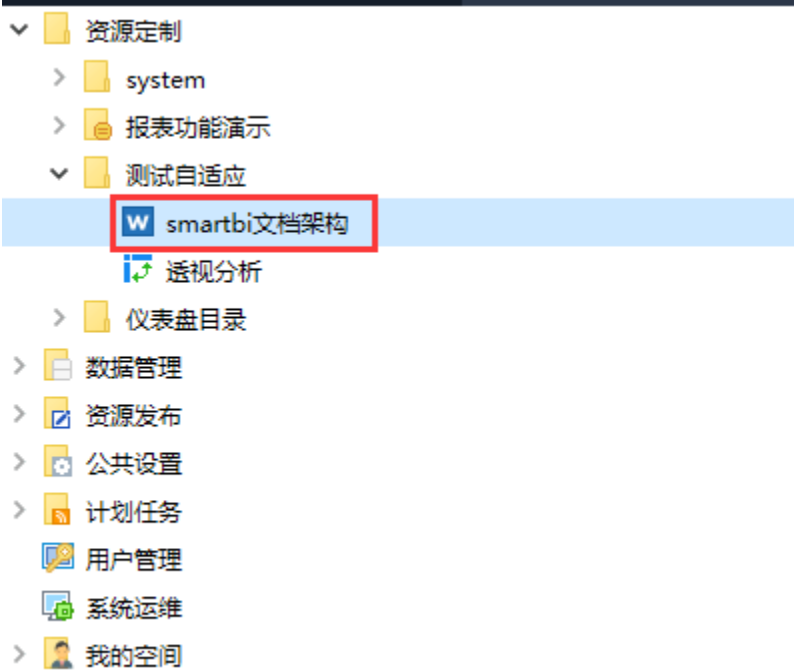 资源定制
system
报表功能演示
测试自适应
smartbi文档架构
透视分析
仪表盘目录
数据管理
资源发布
公共设置
计划任务
用户管理
系统运维
我的空间